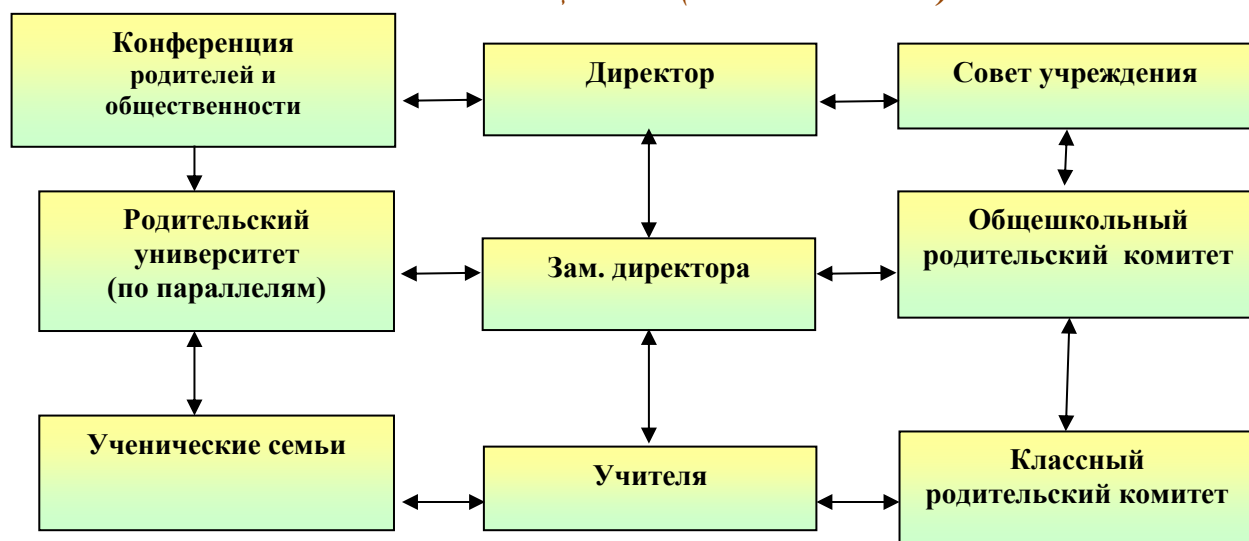 Конференция
родителей и
общественности
Директор
Совет учреждения
Родительский
университет
(по параллелям)
Зам. директора
Общешкольный
родительский комитет
Ученические семьи
Учителя
Классный
родительский комитет